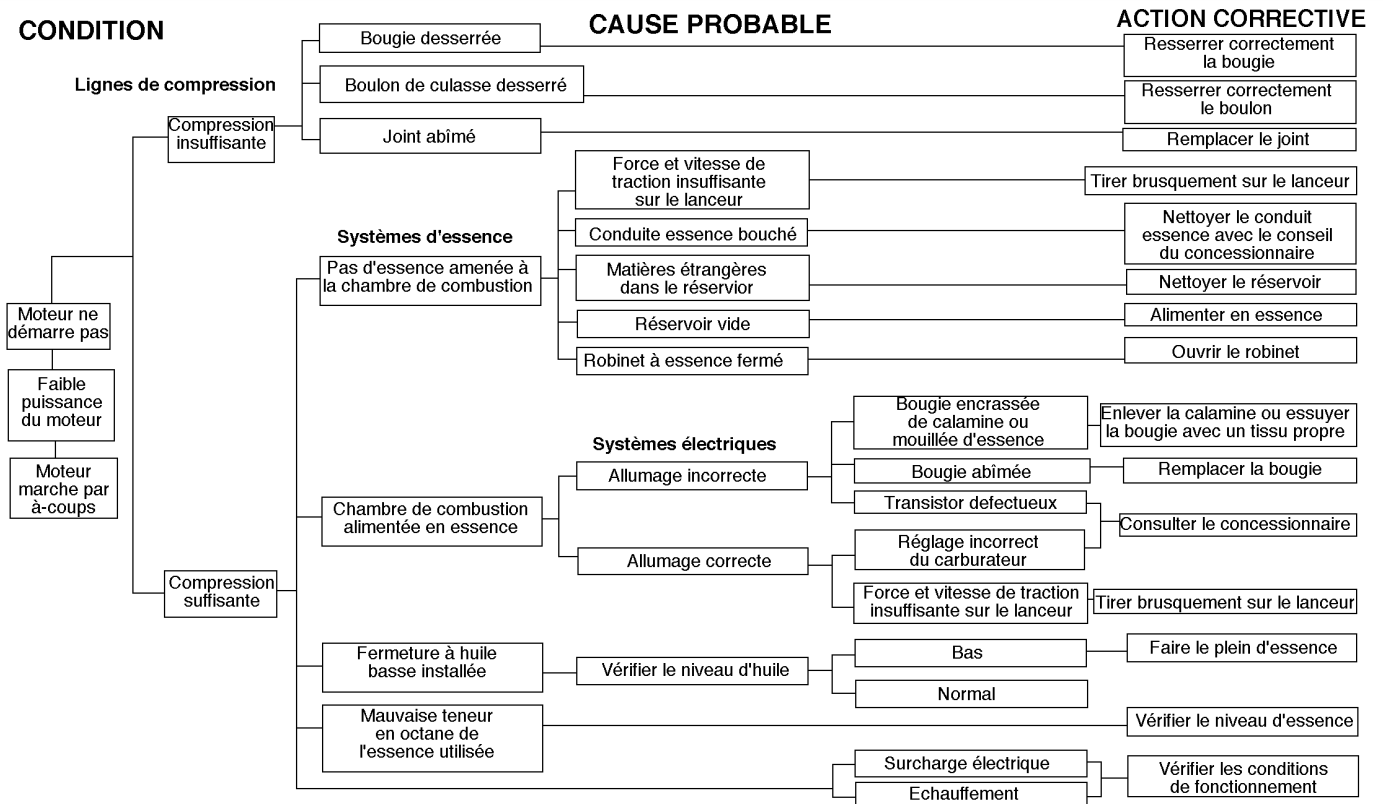 CONDITION
CAUSE PROBABLE
ACTION CORRECTIVE
Lignes de compression
Bougie desserrée
Resserrer correctement
la bougie
Boulon de culasse desserré
Resserrer correctement
le boulon
Compression
insuffisante
Joint abîmé
Remplacer le joint
Systèmes d'essence
Pas d'essence amenée à
la chambre de combustion
Force et vitesse de
traction insuffisante
sur le lanceur
Tirer brusquement sur le lanceur
Conduite essence bouché
Nettoyer le conduit
essence avec le conseil
du concessionnaire
Matières étrangères
dans le réservior
Nettoyer le réservoir
Réservoir vide
Alimenter en essence
Robinet à essence fermé
Ouvrir le robinet
Moteur ne
démarre pas
Faible
puissance
du moteur
Moteur
marche par
à-coups
Systèmes électriques
Chambre de combustion
alimentée en essence
Allumage incorrecte
Bougie encrassée
de calamine ou
mouillée d'essence
Enlever la calamine ou essuyer
la bougie avec un tissu propre
Bougie abîmée
Remplacer la bougie
Transistor defectueux
Consulter le concessionnaire
Allumage correcte
Réglage incorrect
du carburateur
Force et vitesse de traction
insuffisante sur le lanceur
Tirer brusquement sur le lanceur
Compression
suffisante
Fermeture à huile
basse installée
Vérifier le niveau d'huile
Bas
Faire le plein d'essence
Normal
Mauvaise teneur
en octane de
l'essence utilisée
Vérifier le niveau d'essence
Surcharge électrique
Echauffement
Vérifier les conditions
de fonctionnement